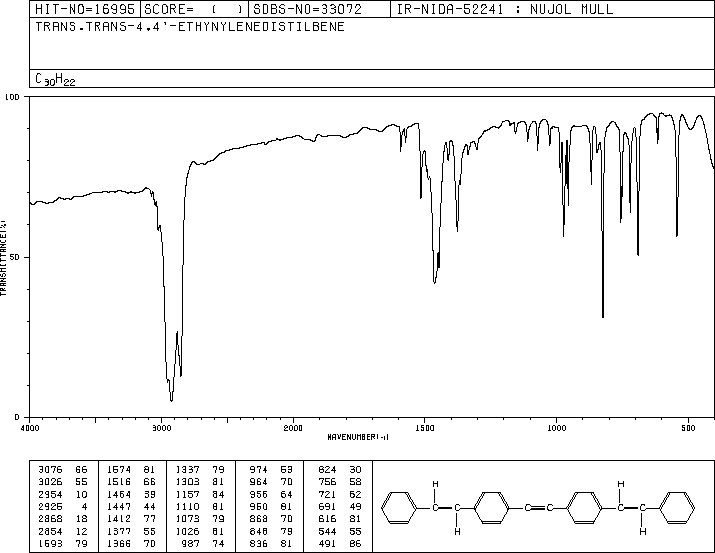 HIT-NO=16995 SCORE= ( ) SDBS-NO=33072 IR-NIDA-52241 : NUJOL MULL
TRANS.TRANS-4.4'-ETHYNYLENEDISTILBENE
C30H22
100
50
0
TRANSMITTANCE(%)
4000 3000 2000 1500 1000 500
WAVENUMBER(-1)
3076 66 1574 81 1337 79 974 53 824 30
3026 55 1516 66 1303 81 964 70 756 58
2954 10 1464 39 1157 84 956 64 721 62
2925 4 1447 44 1110 81 950 81 691 49
2868 18 1412 77 1073 79 868 70 616 81
2854 12 1377 55 1026 81 848 79 544 55
1593 79 1366 70 987 74 836 81 491 86
H H
H H